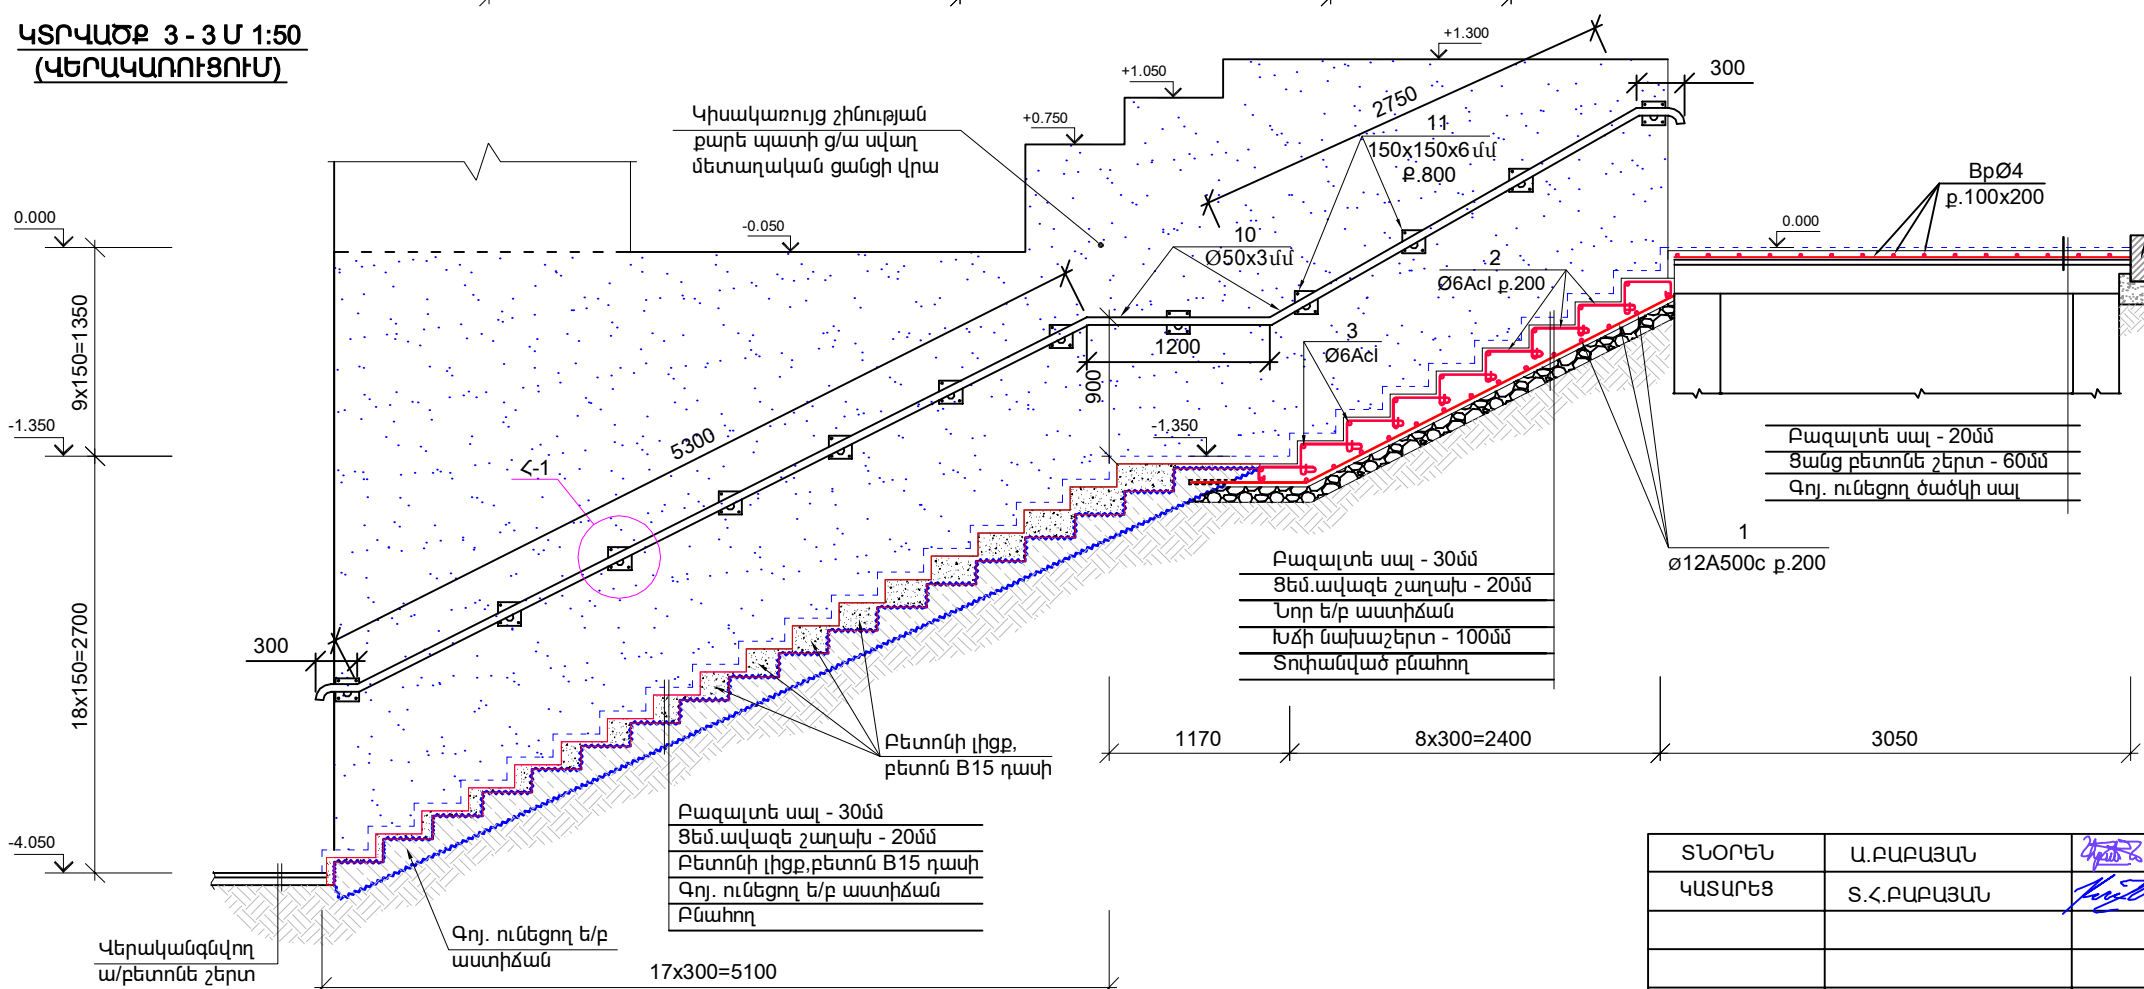 ԿՏՐՎԱԾՔ 3 - 3 Մ 1:50
(ՎԵՐԱԿԱՌՈՒՑՈՒՄ)
+1.300
300
+1.050
2750
Կիսակառույց շինության
քարե պատի ց/ա սվաղ
մետաղական ցանցի վրա
+0.750
11
150x150x6մմ
Ք.800
BpØ4
ք.100x200
0.000
-0.050
10
Ø50x3մմ
0.000
2
Ø6AcI ք.200
9x150=1350
3
Ø6AcI
1200
900
-1.350
-1.350
5300
Հ-1
Բազալտե սալ - 20մմ
Ցանց բետոնե շերտ - 60մմ
Գոյ. ունեցող ծածկի սալ
1
Ø12A500c ք.200
Բազալտե սալ - 30մմ
Ցեմ.ավազե շաղախ - 20մմ
Նոր ե/բ աստիճան
Խճի նախաշերտ - 100մմ
Տոփանված բնահող
300
18x150=2700
1170
8x300=2400
3050
Բետոնի լիցք,
բետոն B15 դասի
Բազալտե սալ - 30մմ
Ցեմ.ավազե շաղախ - 20մմ
Բետոնի լիցք,բետոն B15 դասի
Գոյ. ունեցող ե/բ աստիճան
Բնահող
-4.050
ՏՆՕՐԵՆ Ա.ԲԱԲԱՅԱՆ
ԿԱՏԱՐԵՑ Տ.Հ.ԲԱԲԱՅԱՆ
Գոյ. ունեցող ե/բ
աստիճան
Վերականգնվող
ա/բետոնե շերտ
17x300=5100